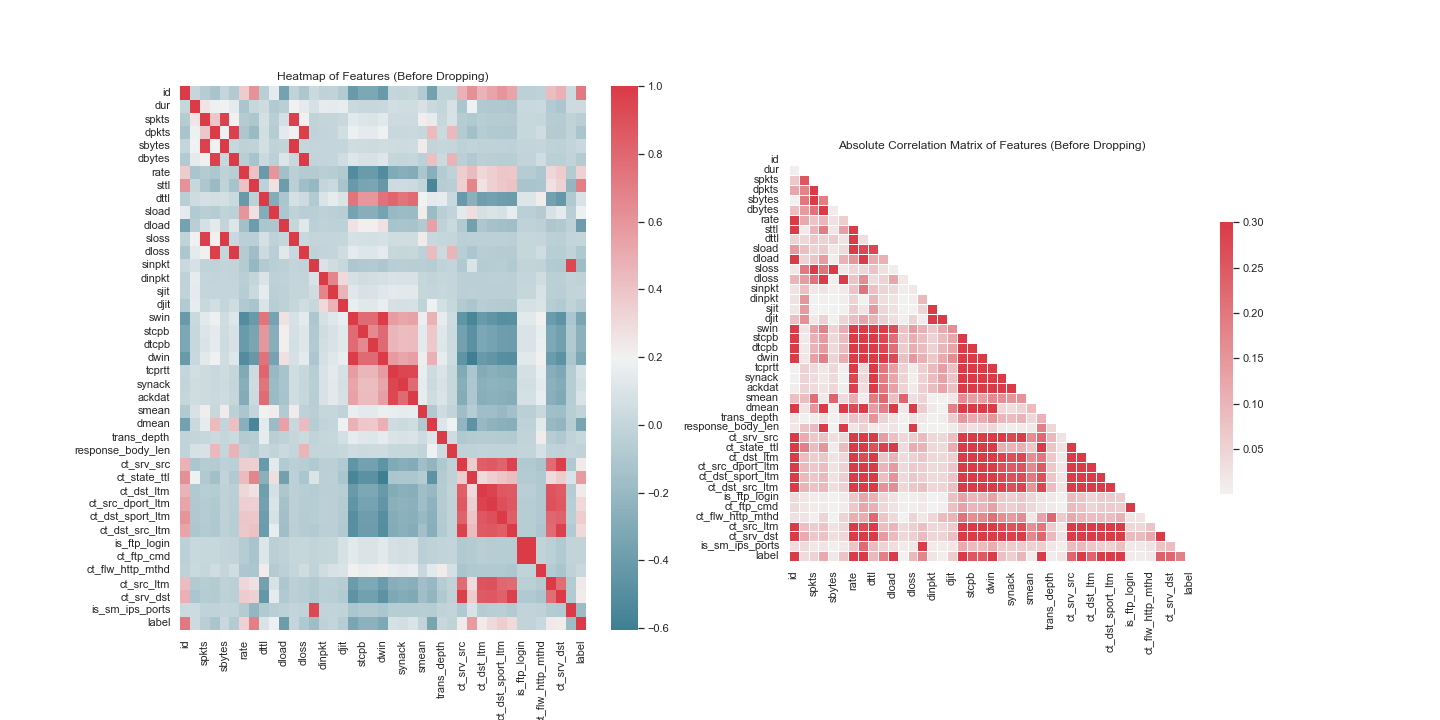 Heatmap of Features (Before Dropping)
id
dur
spkts
dpkts
sbytes
dbytes
rate
sttl
dttl
sload
dload
sloss
dloss
sinpkt
dinpkt
sjit
djit
swin
stcpb
dtcpb
dwin
tcprtt
synack
ackdat
smean
dmean
trans_depth
response_body_len
ct_srv_src
ct_state_ttl
ct_dst_ltm
ct_src_dport_ltm
ct_dst_sport_ltm
ct_dst_src_ltm
is_ftp_login
ct_ftp_cmd
ct_flw_http_mthd
ct_src_ltm
ct_srv_dst
is_sm_ips_ports
label
id
spkts
sbytes
rate
dttl
dload
dloss
dinpkt
djit
stcpb
dwin
synack
smean
trans_depth
ct_srv_src
ct_dst_ltm
ct_dst_sport_ltm
is_ftp_login
ct_flw_http_mthd
ct_srv_dst
label
1.0
0.8
0.6
0.4
0.2
0.0
−0.2
−0.4
−0.6
Absolute Correlation Matrix of Features (Before Dropping)
id
dur
spkts
dpkts
sbytes
dbytes
rate
sttl
dttl
sload
dload
sloss
dloss
sinpkt
dinpkt
sjit
djit
swin
stcpb
dtcpb
dwin
tcprtt
synack
ackdat
smean
dmean
trans_depth
response_body_len
ct_srv_src
ct_state_ttl
ct_dst_ltm
ct_src_dport_ltm
ct_dst_sport_ltm
ct_dst_src_ltm
is_ftp_login
ct_ftp_cmd
ct_flw_http_mthd
ct_src_ltm
ct_srv_dst
is_sm_ips_ports
label
id
spkts
sbytes
rate
dttl
dload
dloss
dinpkt
djit
stcpb
dwin
synack
smean
trans_depth
ct_srv_src
ct_dst_ltm
ct_dst_sport_ltm
is_ftp_login
ct_flw_http_mthd
ct_srv_dst
label
0.30
0.25
0.20
0.15
0.10
0.05